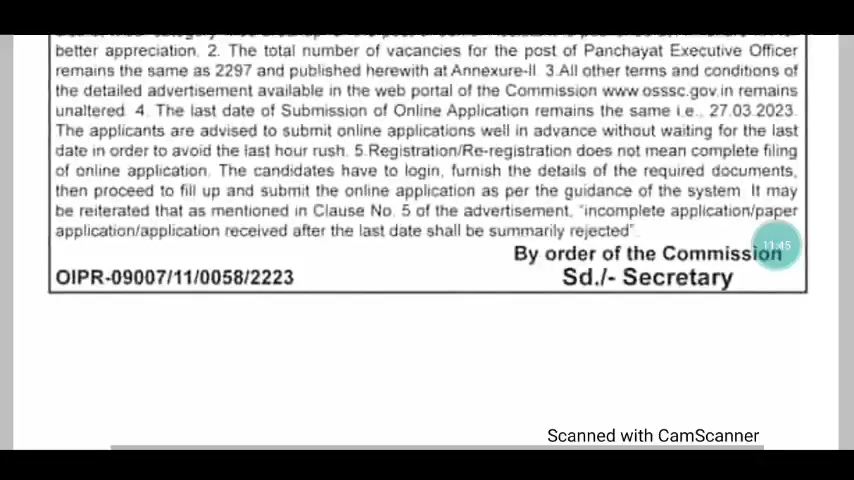 better appreciation. 2. The total number of vacancies for the post of Panchayat Executive Officer
remains the same as 2297 and published herewith at Annexure-II. 3.All other terms and conditions of
the detailed advertisement available in the web portal of the Commission www.osssc.gov.in remains
unaltered. 4. The last date of Submission of Online Application remains the same i.e., 27.03.2023.
The applicants are advised to submit online applications well in advance without waiting for the last
date in order to avoid the last hour rush. 5.Registration/Re-registration does not mean complete filing
of online application. The candidates have to login, furnish the details of the required documents,
then proceed to fill up and submit the online application as per the guidance of the system. It may
be reiterated that as mentioned in Clause No. 5 of the advertisement, "incomplete application/paper
application/application received after the last date shall be summarily rejected".
By order of the Commission
11:45
OIPR-09007/11/0058/2223
Sd./- Secretary
Scanned with CamScanner